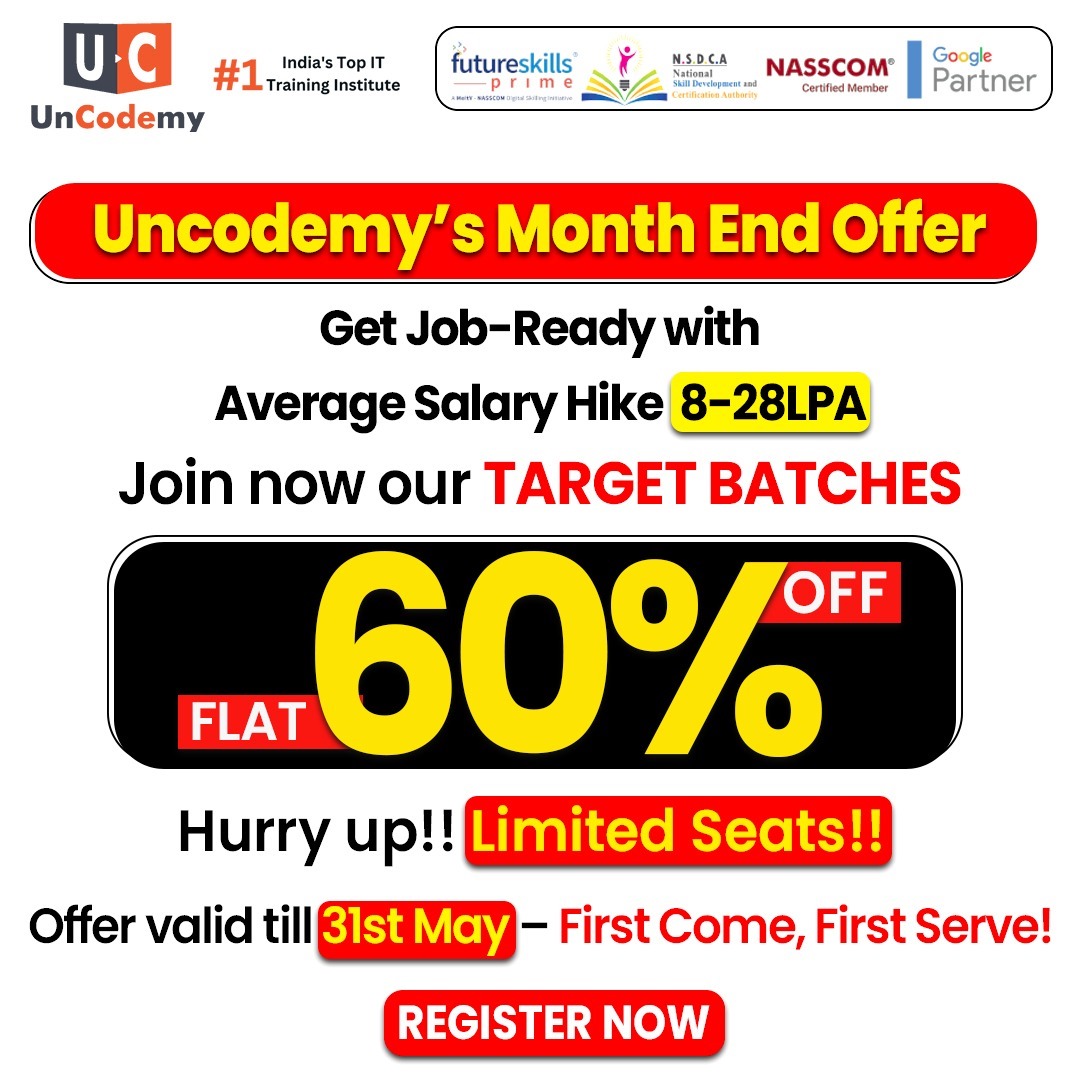 UC
UnCodemy
#1 India's Top IT
Training Institute
futureskills
prime
A MeitY - NASSCOM Digital Skilling Initiative
N.S.D.C.A
National
Skill Development and
Certification Authority
NASSCOM®
Certified Member
Google
Partner
Uncodemy's Month End Offer
Get Job-Ready with
Average Salary Hike 8-28LPA
Join now our TARGET BATCHES
FLAT 60% OFF
Hurry up!! Limited Seats!!
Offer valid till 31st May – First Come, First Serve!
REGISTER NOW